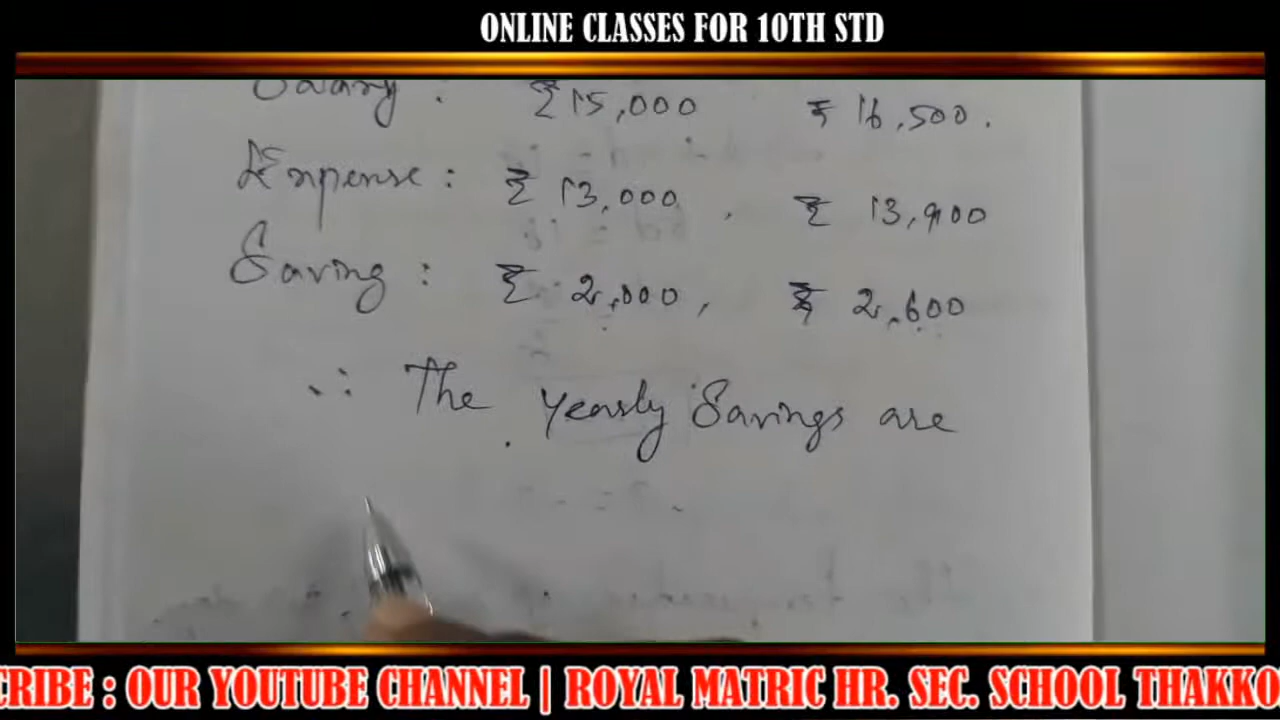 ONLINE CLASSES FOR 10TH STD
Salary : ₹ 15,000 ₹ 16,500.
Expense : ₹ 13,000 , ₹ 13,900
Saving : ₹ 2,000 , ₹ 2,600
∴ The Yearly Savings are
CRIBE : OUR YOUTUBE CHANNEL | ROYAL MATRIC HR. SEC. SCHOOL THAKKO